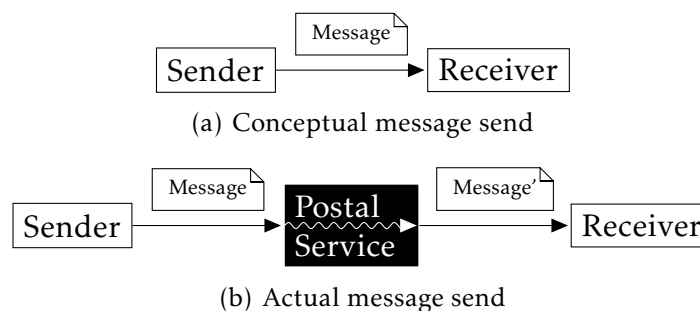 Message
Sender
Receiver
(a) Conceptual message send
Message
Message’
Postal
Sender
Receiver
Service
(b) Actual message send